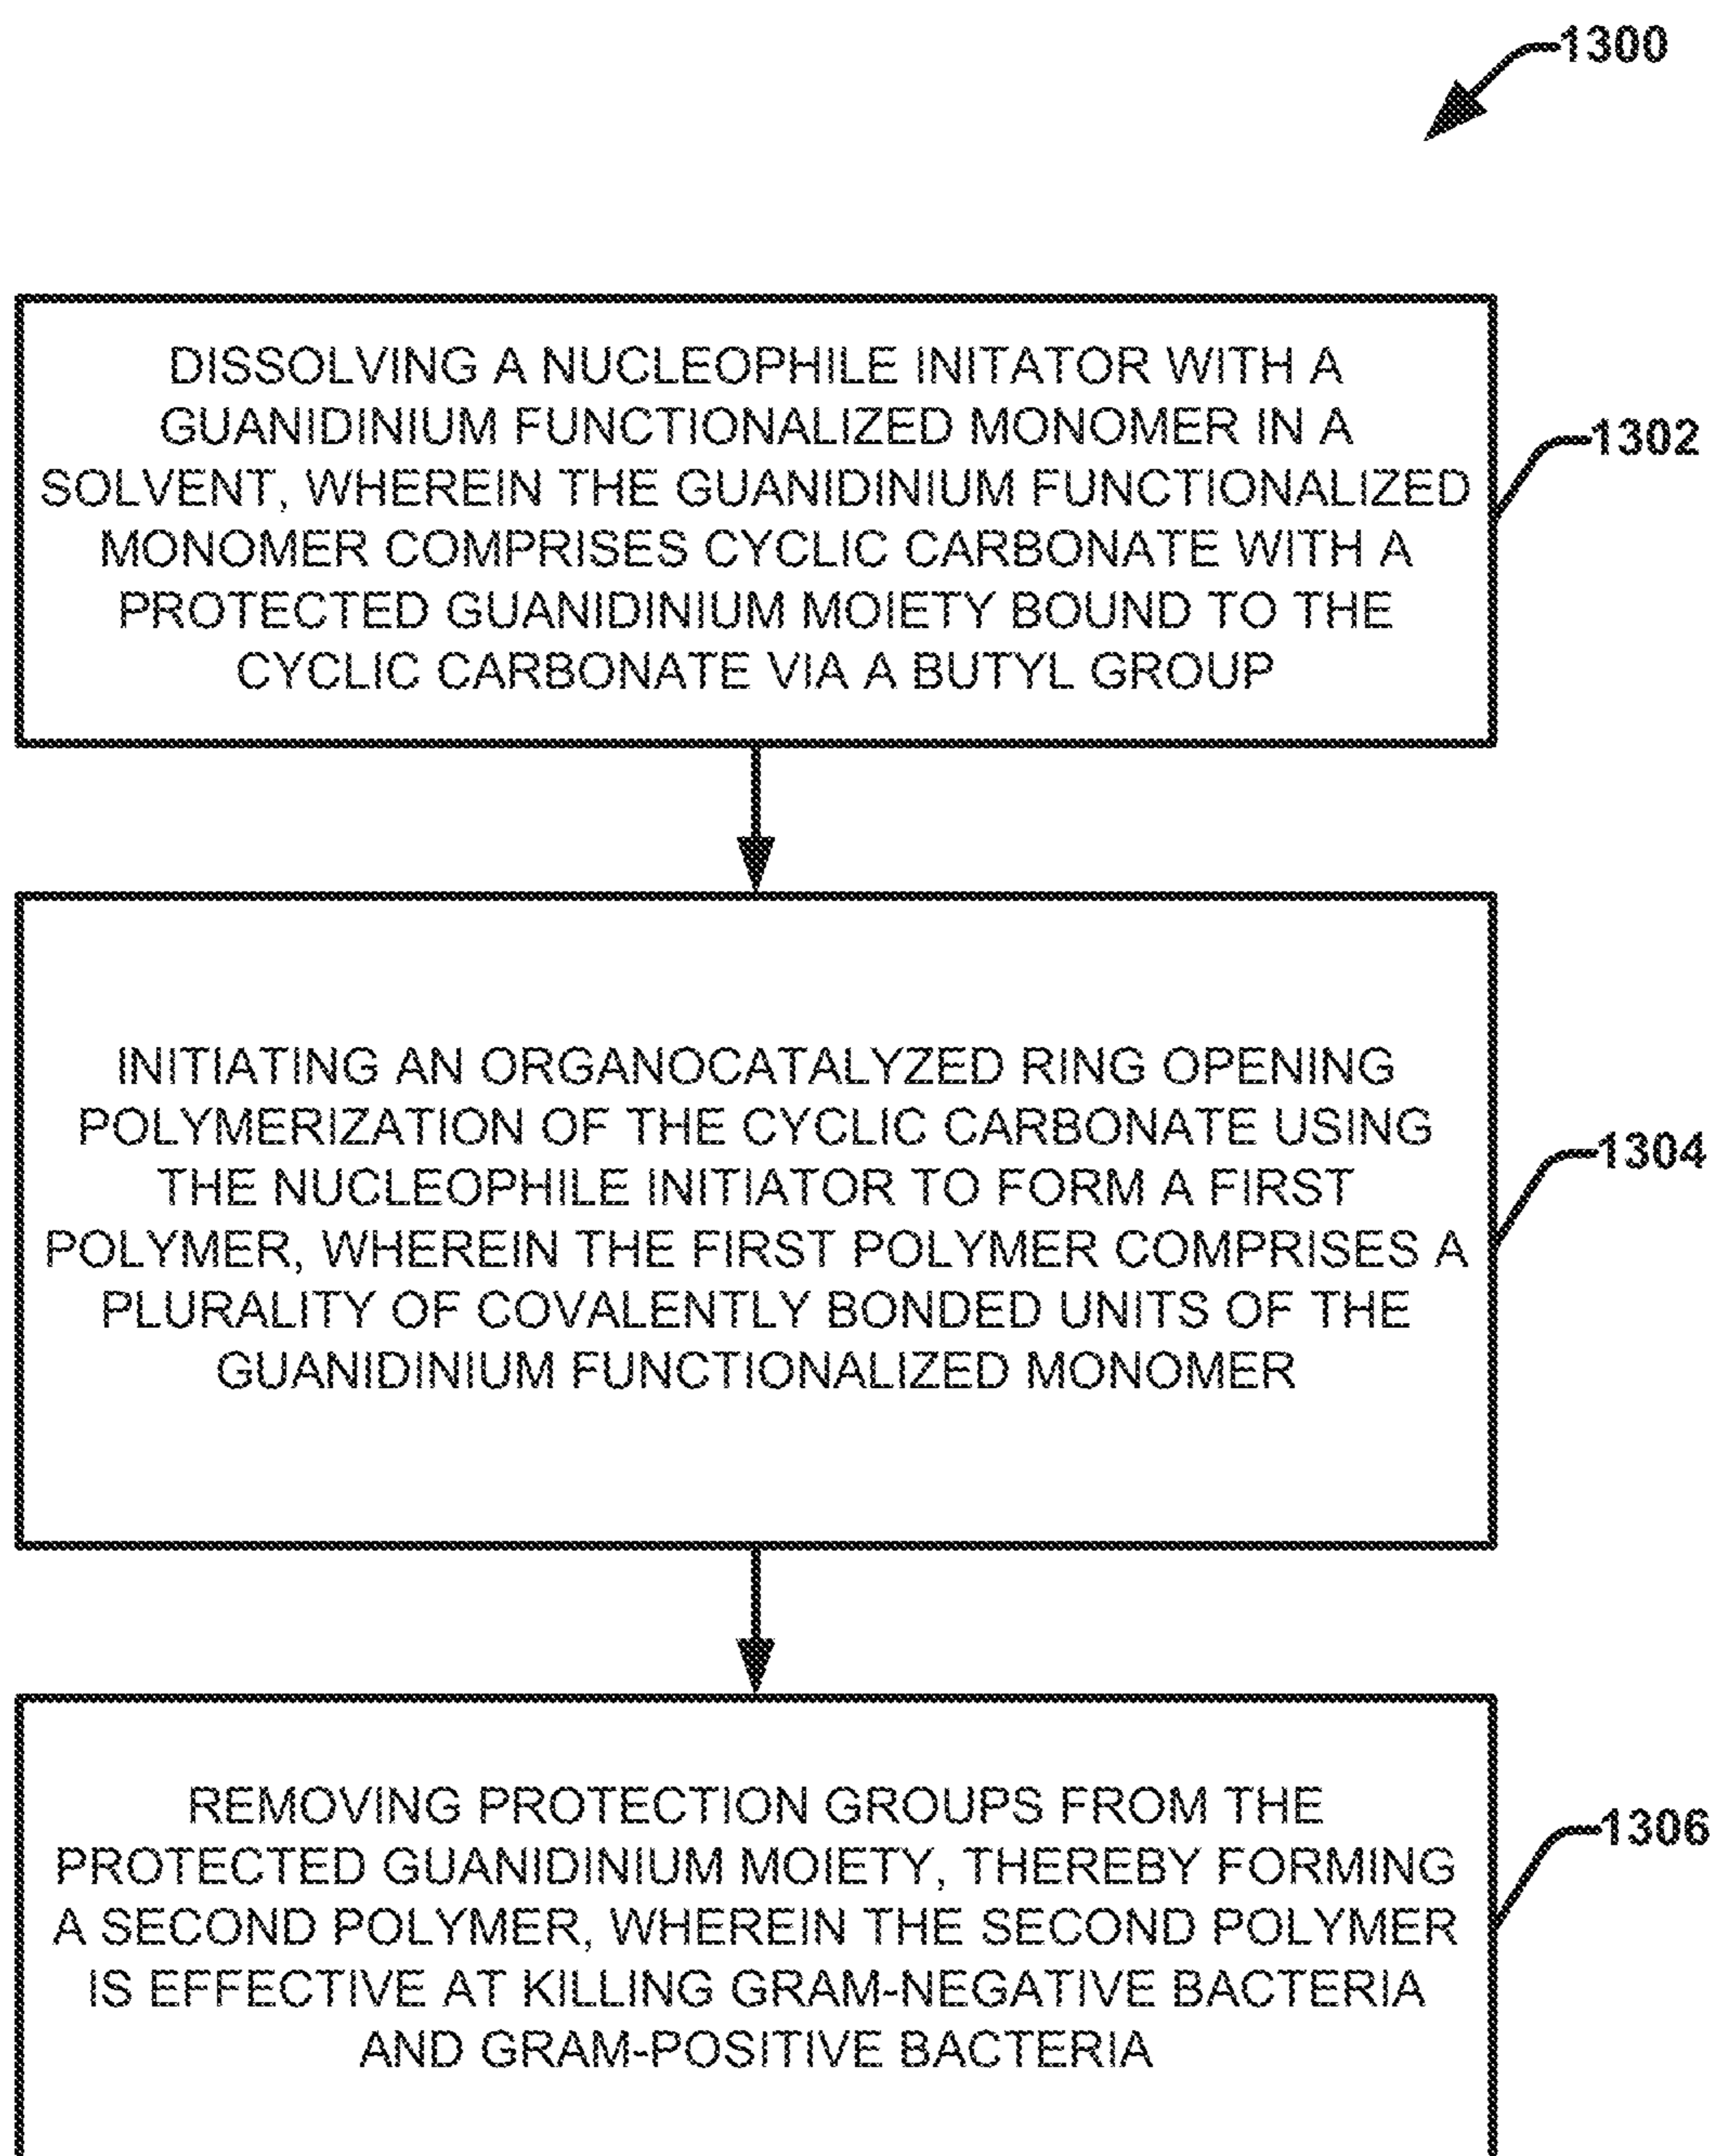 1300
DISSOLVING A NUCLEOPHILE INITATOR WITH A
GUANIDINIUM FUNCTIONALIZED MONOMER IN A
SOLVENT, WHEREIN THE GUANIDINIUM FUNCTIONALIZED
MONOMER COMPRISES CYCLIC CARBONATE WITH A
PROTECTED GUANIDINIUM MOIETY BOUND TO THE
CYCLIC CARBONATE VIA A BUTYL GROUP
1302
INITIATING AN ORGANOCATALYZED RING OPENING
POLYMERIZATION OF THE CYCLIC CARBONATE USING
THE NUCLEOPHILE INITIATOR TO FORM A FIRST
POLYMER, WHEREIN THE FIRST POLYMER COMPRISES A
PLURALITY OF COVALENTLY BONDED UNITS OF THE
GUANIDINIUM FUNCTIONALIZED MONOMER
1304
REMOVING PROTECTION GROUPS FROM THE
PROTECTED GUANIDINIUM MOIETY, THEREBY FORMING
A SECOND POLYMER, WHEREIN THE SECOND POLYMER
IS EFFECTIVE AT KILLING GRAM-NEGATIVE BACTERIA
AND GRAM-POSITIVE BACTERIA
1306